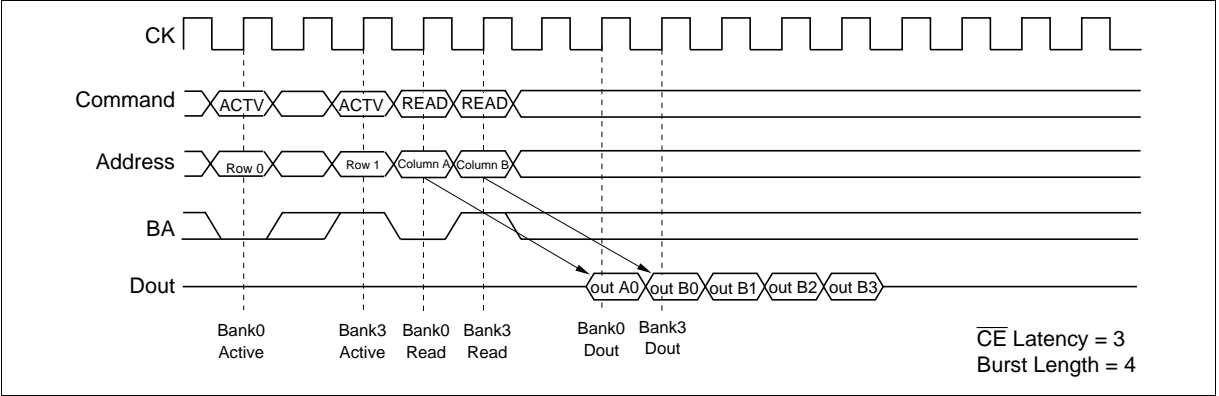 CK
Command ACTV ACTV READ READ
Address Row 0 Row 1 Column A Column B
BA
Dout out A0 out B0 out B1 out B2 out B3
Bank0 Bank3 Bank0 Bank3 Bank0 Bank3
Active Active Read Read Dout Dout
CE Latency = 3
Burst Length = 4